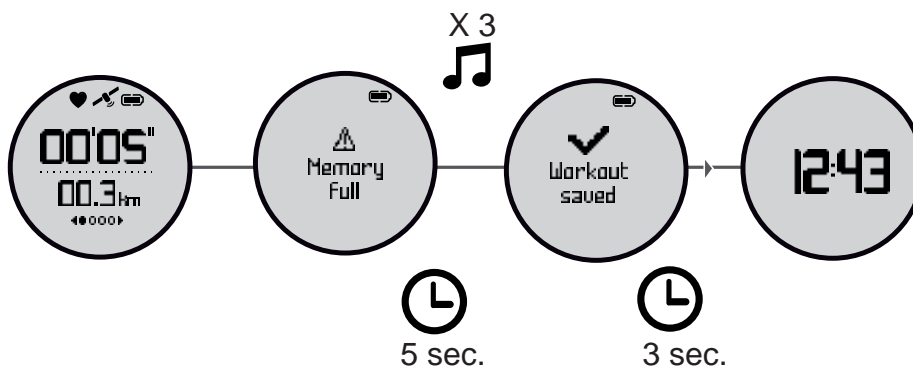 X 3
00'05"
00.3km
Memory
Full
Workout
saved
12:43
5 sec.
3 sec.